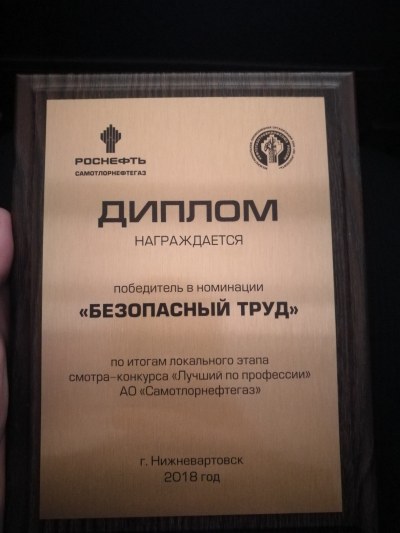 РОСНЕФТЬ
САМОТЛОРНЕФТЕГАЗ
ДИПЛОМ
НАГРАЖДАЕТСЯ
победитель в номинации
«БЕЗОПАСНЫЙ ТРУД»
по итогам локального этапа
смотра-конкурса «Лучший по профессии»
АО «Самотлорнефтегаз»
г. Нижневартовск
2018 год